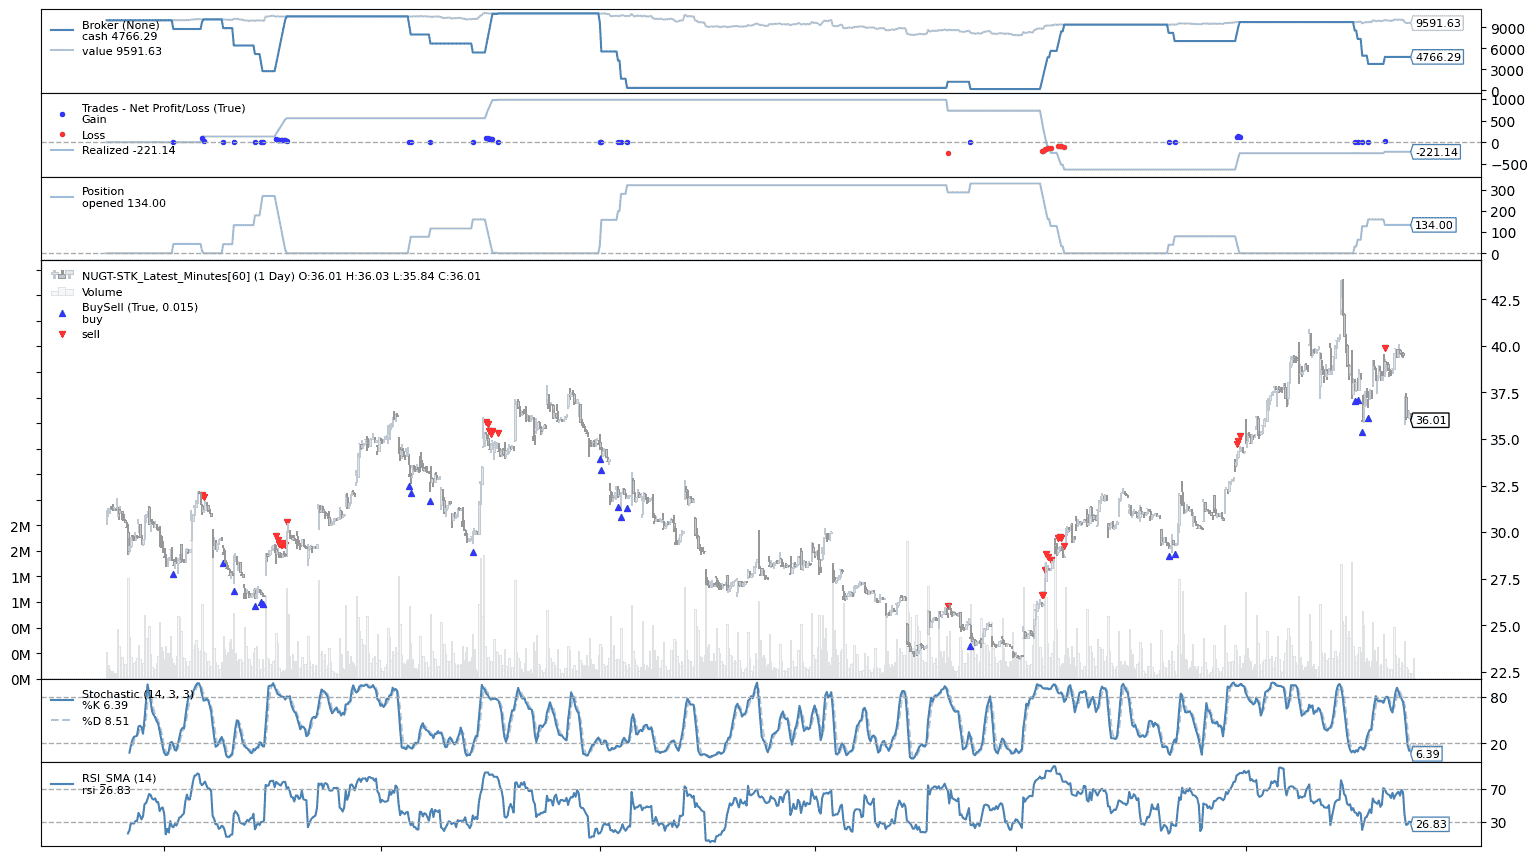 Broker (None)
cash 4766.29
value 9591.63
9591.63
4766.29
9000
6000
3000
0
Trades - Net Profit/Loss (True)
Gain
Loss
Realized -221.14
1000
500
0
-221.14
−500
Position
opened 134.00
300
200
134.00
100
0
NUGT-STK_Latest_Minutes[60] (1 Day) O:36.01 H:36.03 L:35.84 C:36.01
Volume
BuySell (True, 0.015)
buy
sell
42.5
40.0
37.5
36.01
35.0
32.5
30.0
27.5
25.0
22.5
2M
2M
1M
1M
0M
0M
0M
Stochastic (14, 3, 3)
%K 6.39
%D 8.51
80
20
6.39
RSI_SMA (14)
rsi 26.83
70
30
26.83